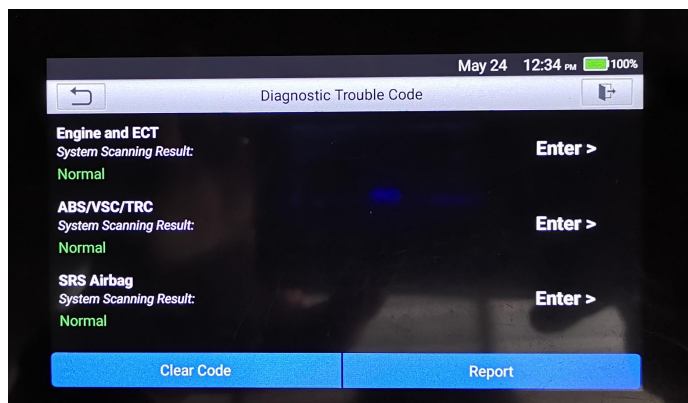 May 24 12:34 PM 100%
Diagnostic Trouble Code
Engine and ECT
System Scanning Result:
Enter >
Normal
ABS/VSC/TRC
System Scanning Result:
Enter >
Normal
SRS Airbag
System Scanning Result:
Enter >
Normal
Clear Code
Report